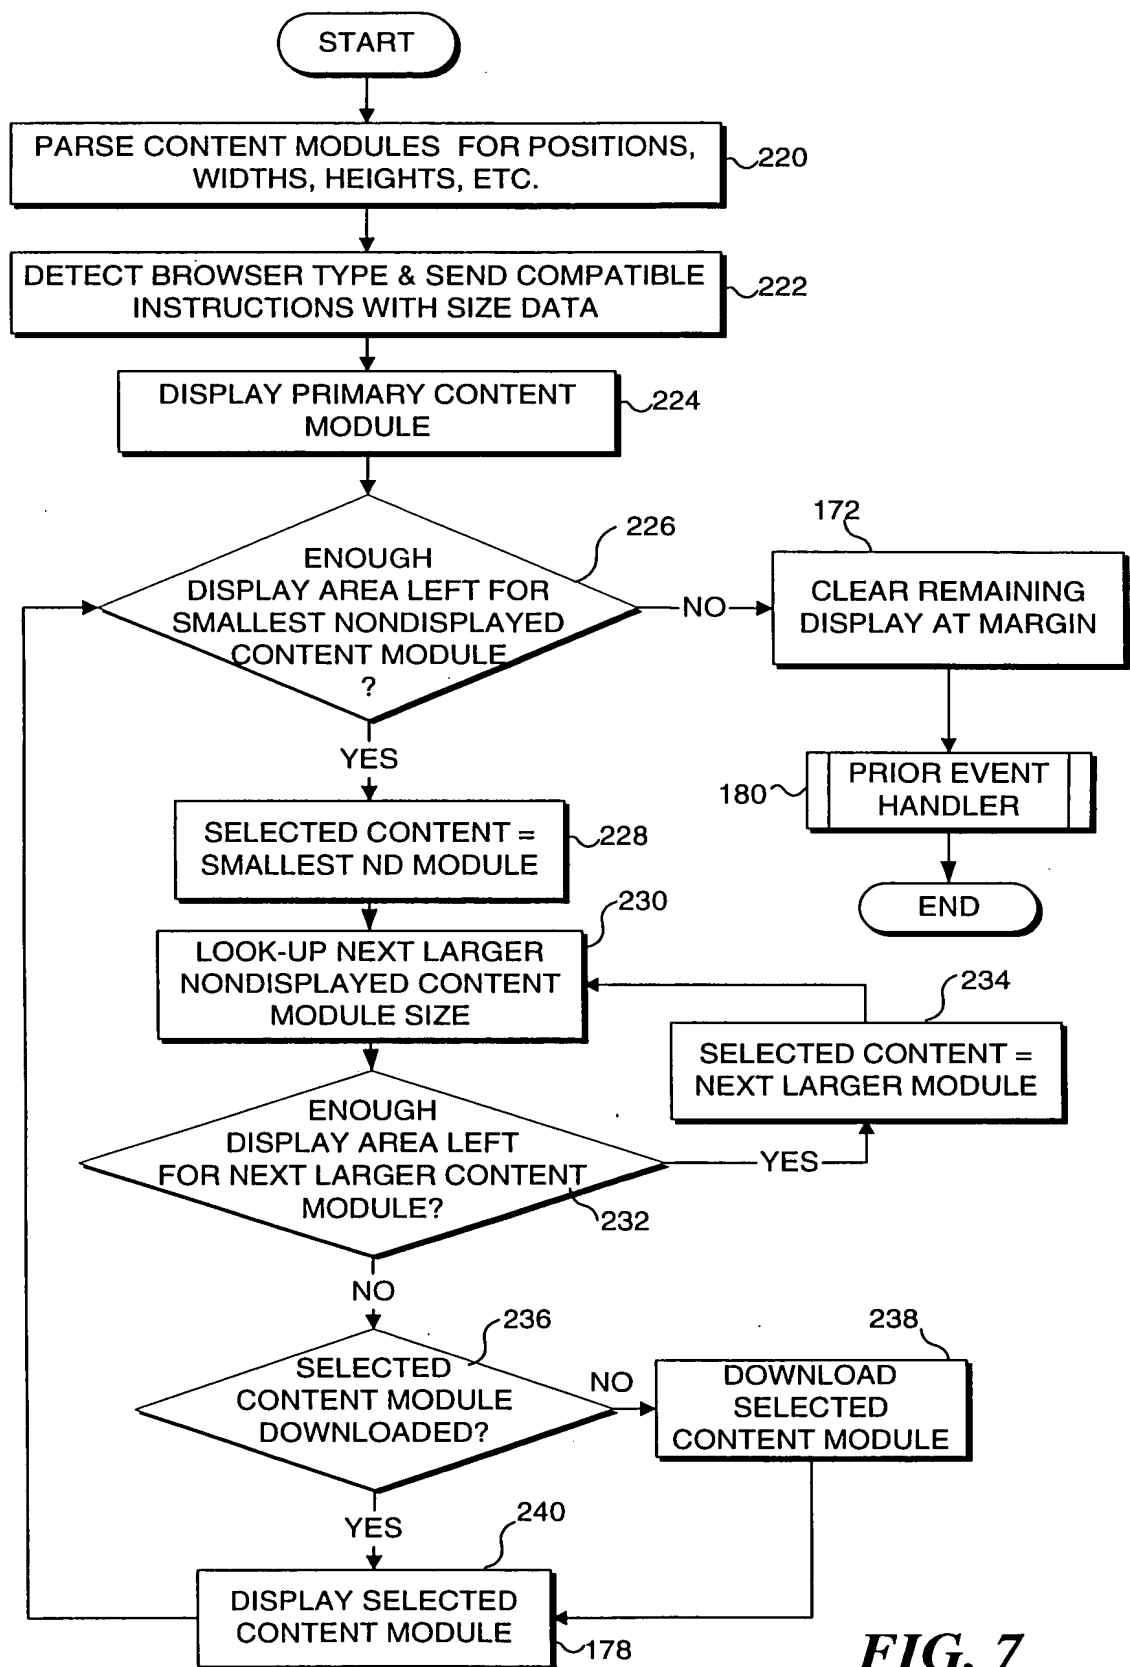 START
PARSE CONTENT MODULES FOR POSITIONS,
WIDTHS, HEIGHTS, ETC.
220
DETECT BROWSER TYPE & SEND COMPATIBLE
INSTRUCTIONS WITH SIZE DATA
222
DISPLAY PRIMARY CONTENT
MODULE
224
ENOUGH
DISPLAY AREA LEFT FOR
SMALLEST NONDISPLAYED
CONTENT MODULE
?
226
NO
172
CLEAR REMAINING
DISPLAY AT MARGIN
180
PRIOR EVENT
HANDLER
END
YES
SELECTED CONTENT =
SMALLEST ND MODULE
228
230
LOOK-UP NEXT LARGER
NONDISPLAYED CONTENT
MODULE SIZE
234
SELECTED CONTENT =
NEXT LARGER MODULE
ENOUGH
DISPLAY AREA LEFT
FOR NEXT LARGER CONTENT
MODULE?
232
YES
NO
236
SELECTED
CONTENT MODULE
DOWNLOADED?
NO
238
DOWNLOAD
SELECTED
CONTENT MODULE
YES
240
DISPLAY SELECTED
CONTENT MODULE
178
FIG. 7